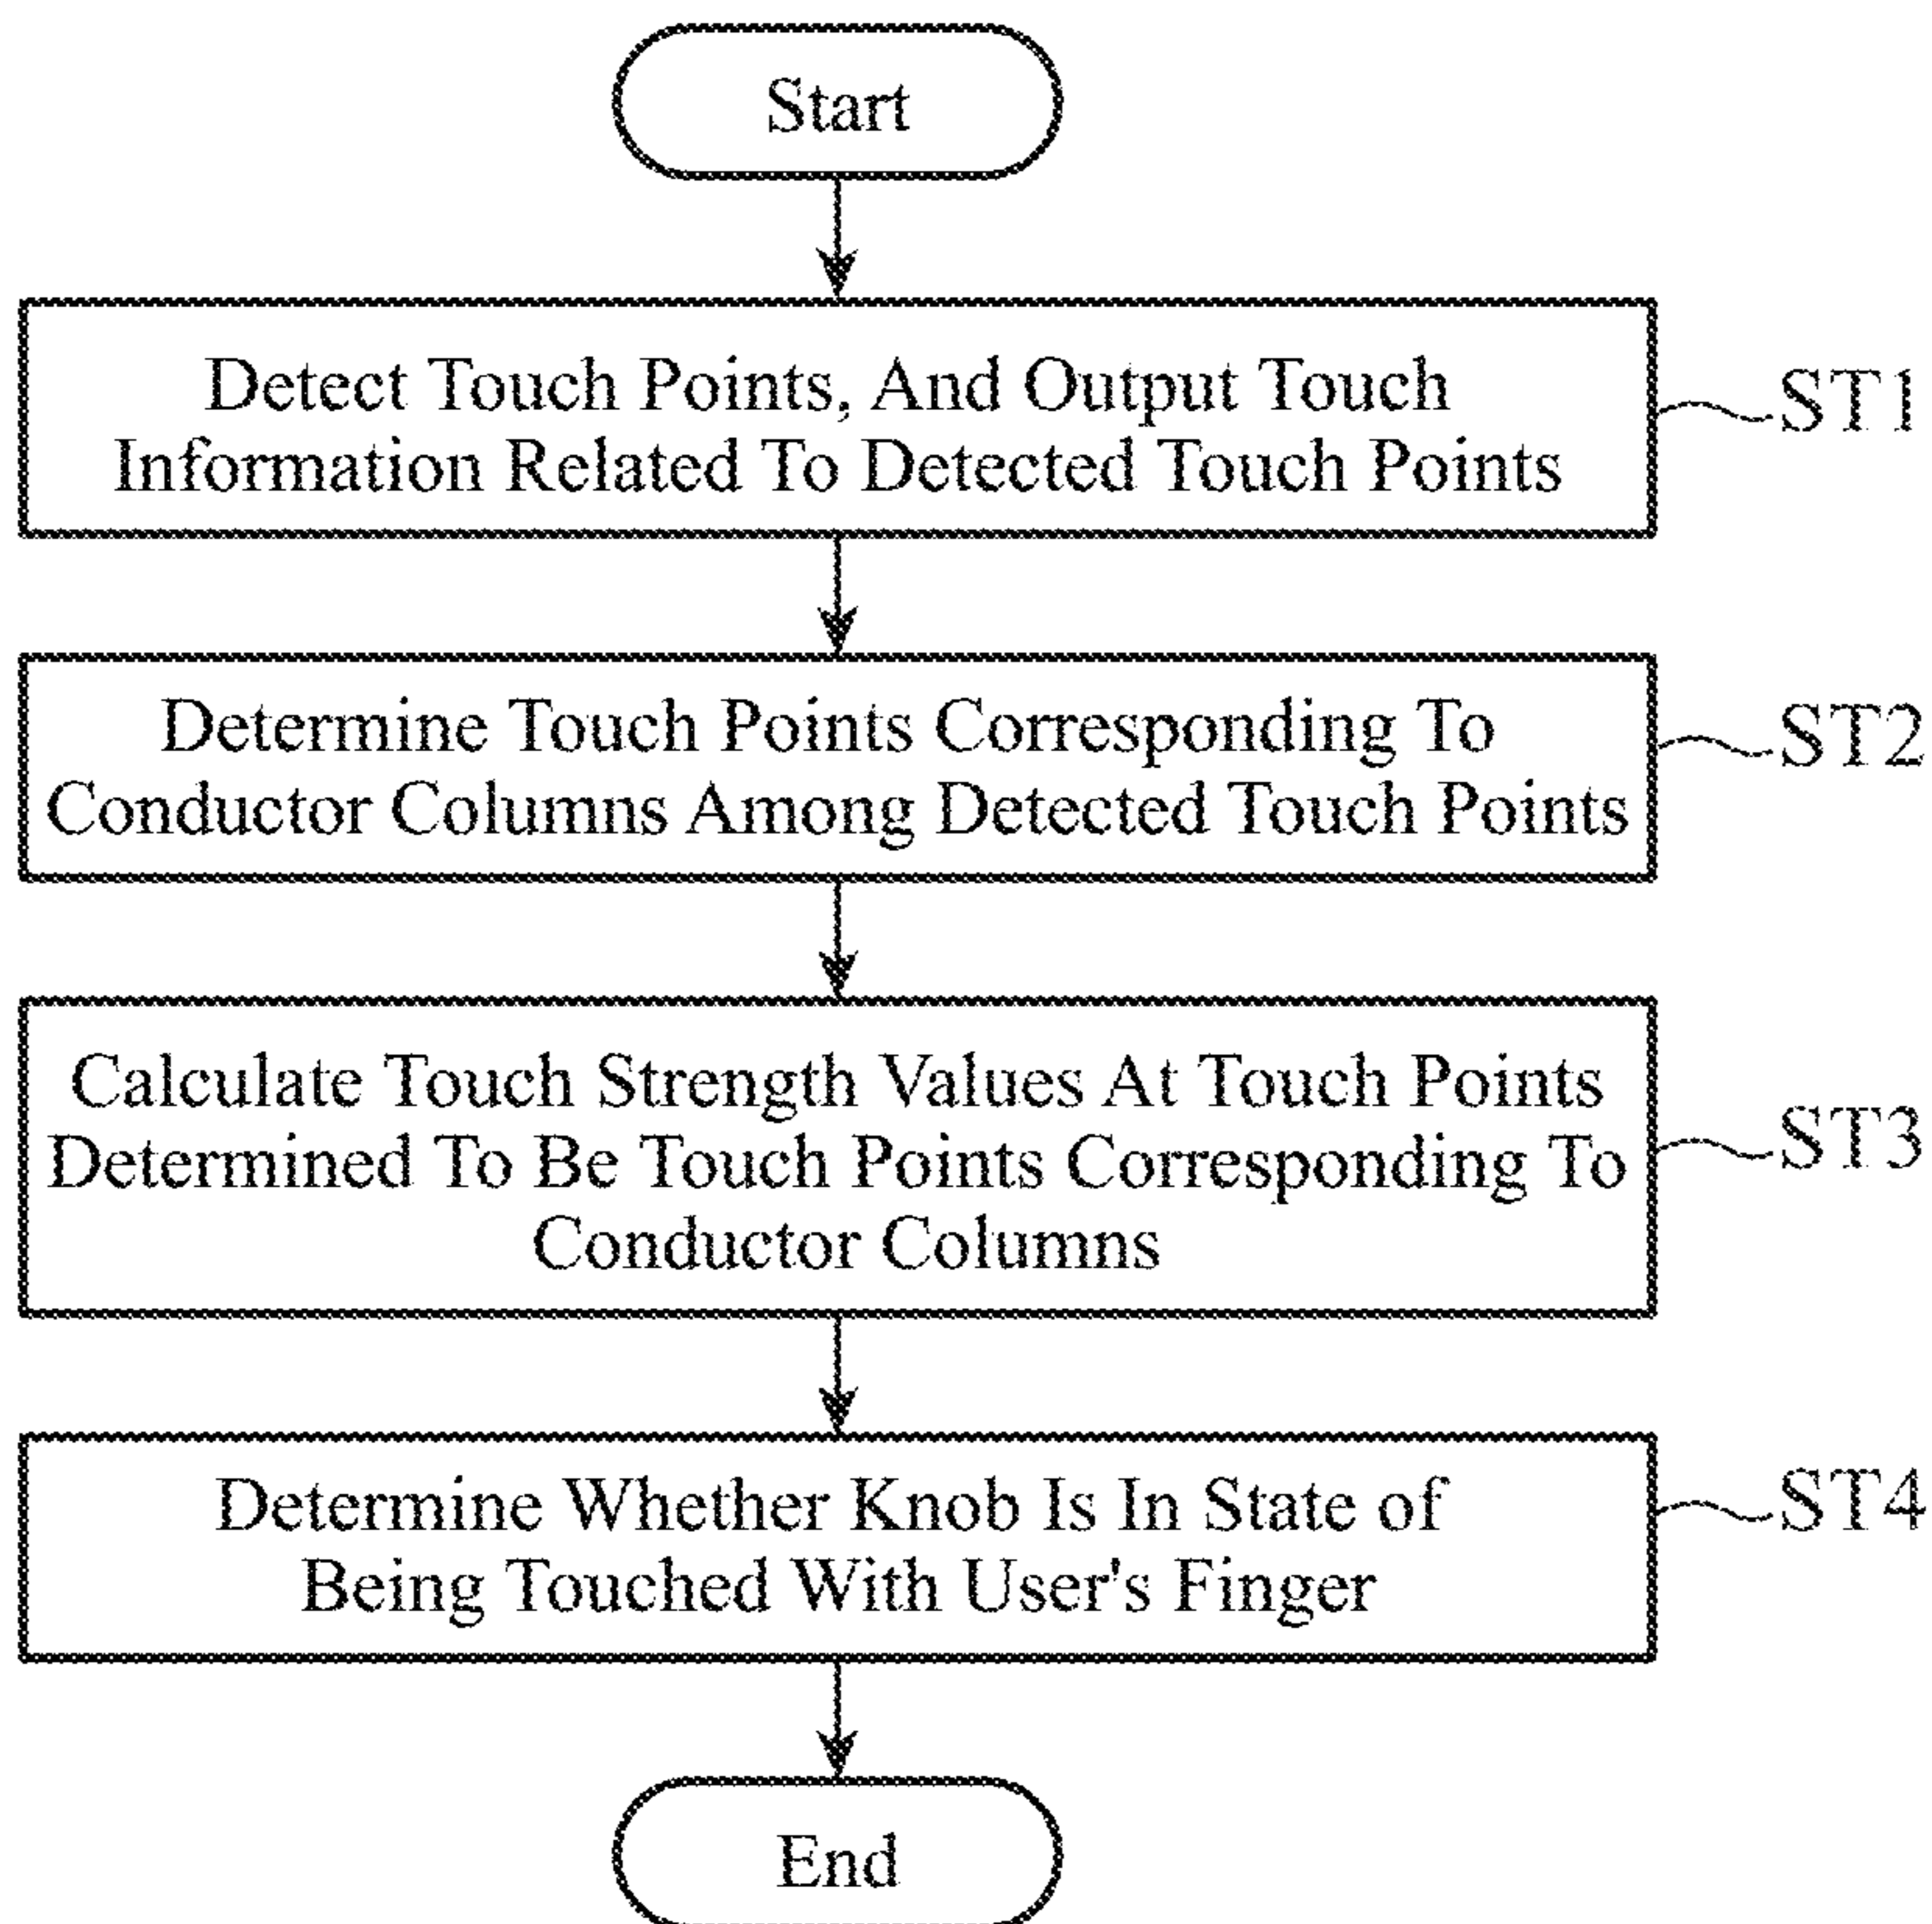 Start
Detect Touch Points, And Output Touch
Information Related To Detected Touch Points
ST1
Determine Touch Points Corresponding To
Conductor Columns Among Detected Touch Points
ST2
Calculate Touch Strength Values At Touch Points
Determined To Be Touch Points Corresponding To
Conductor Columns
ST3
Determine Whether Knob Is In State of
Being Touched With User's Finger
ST4
End